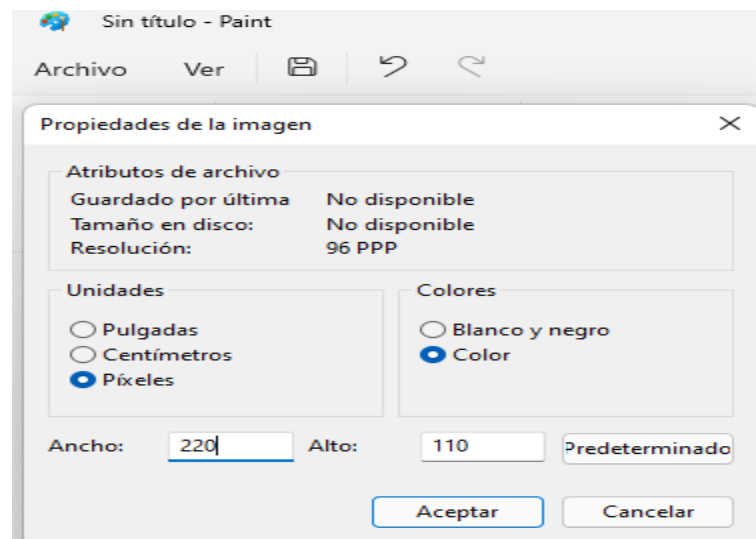 Sin título - Paint
Archivo Ver
Propiedades de la imagen
Atributos de archivo
Guardado por última No disponible
Tamaño en disco: No disponible
Resolución: 96 PPP
Unidades Colores
Pulgadas Blanco y negro
Centímetros Color
Píxeles
Ancho: 220 Alto: 110 Predeterminado
Aceptar Cancelar